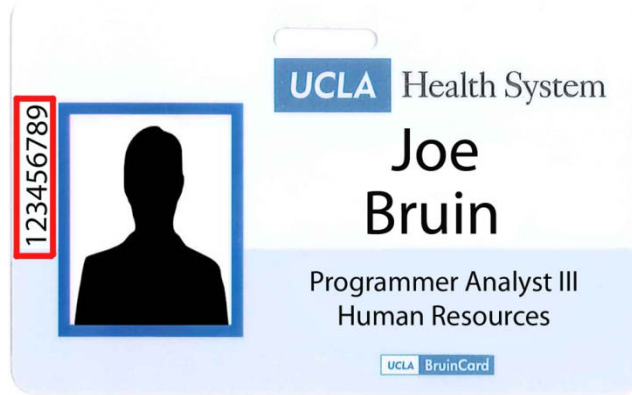 UCLA Health System
123456789
Joe
Bruin
Programmer Analyst III
Human Resources
UCLA BruinCard